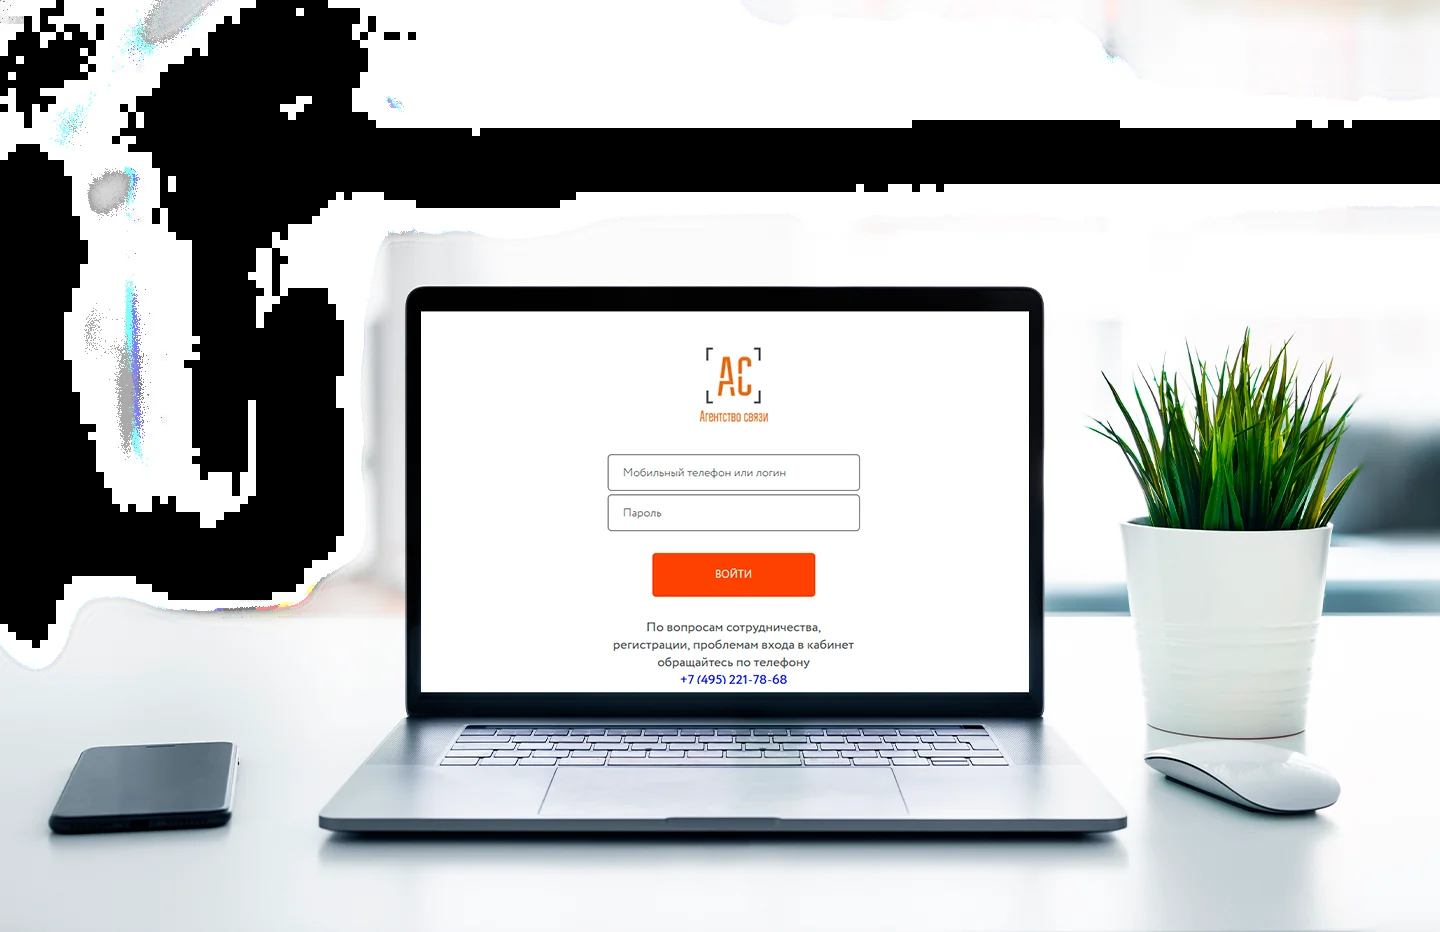 АС
Агентство связи
Мобильный телефон или логин
Пароль
ВОЙТИ
По вопросам сотрудничества,
регистрации, проблемам входа в кабинет
обращайтесь по телефону
+7 (495) 221-78-68